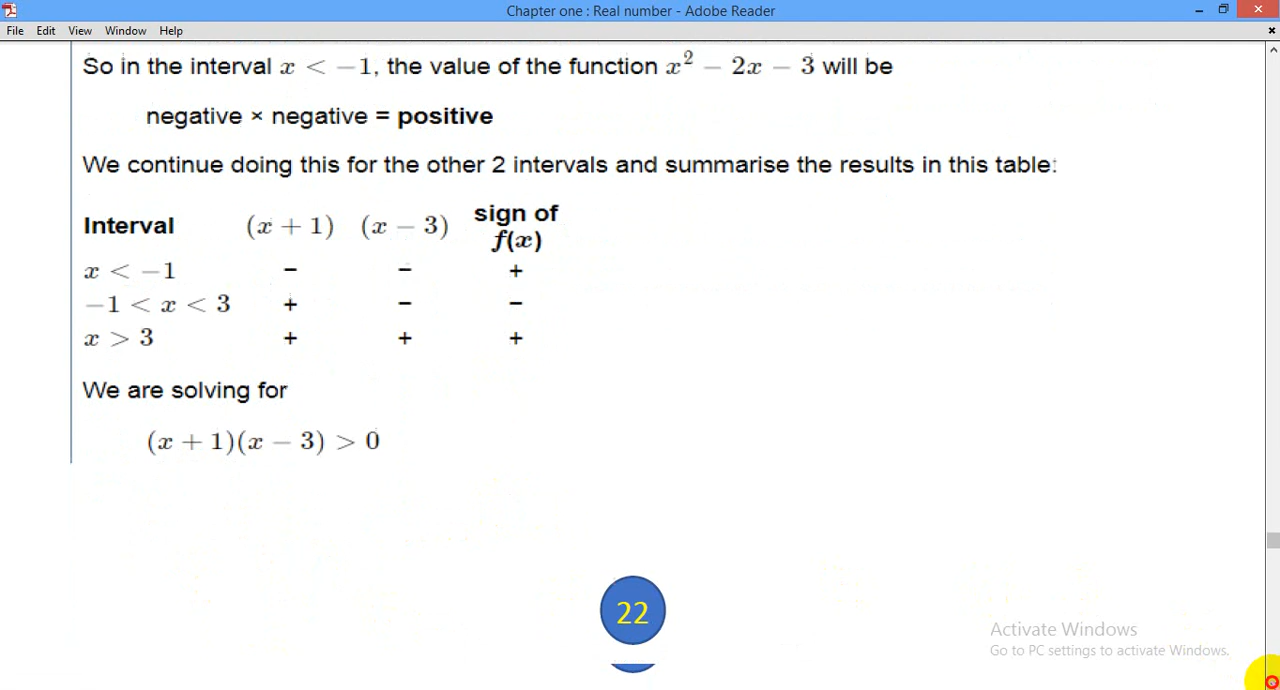 Chapter one : Real number - Adobe Reader
File Edit View Window Help
So in the interval x < −1, the value of the function x² − 2x − 3 will be
negative × negative = positive
We continue doing this for the other 2 intervals and summarise the results in this table:
Interval (x + 1) (x − 3) sign of f(x)
x < −1 − − +
−1 < x < 3 + − −
x > 3 + + +
We are solving for
(x + 1)(x − 3) > 0
22
Activate Windows
Go to PC settings to activate Windows.